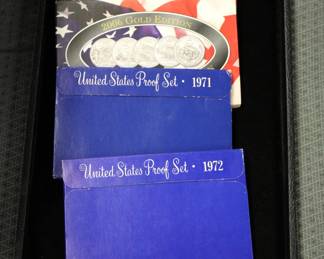 2006 GOLD EDITION
United States Proof Set · 1971
United States Proof Set · 1972